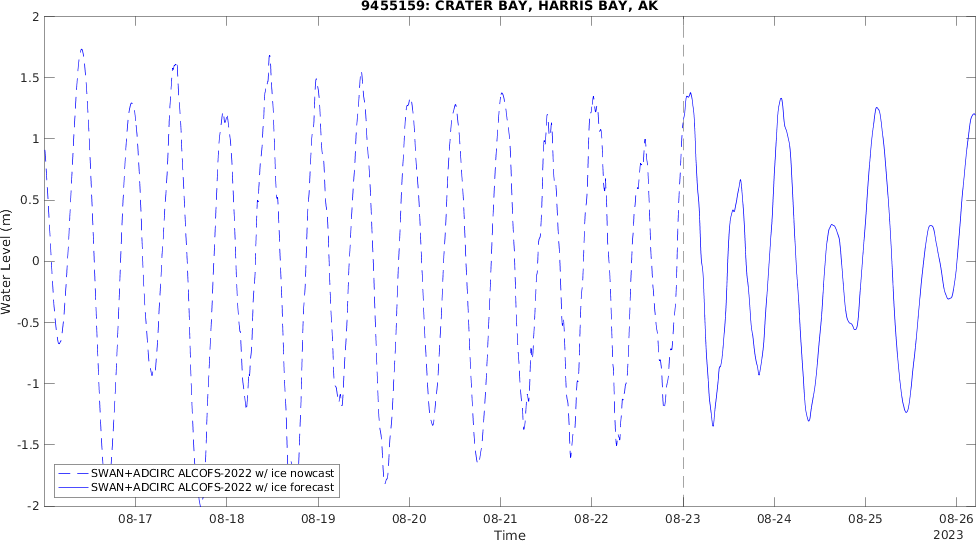 9455159: CRATER BAY, HARRIS BAY, AK
Water Level (m)
2
1.5
1
0.5
0
-0.5
-1
-1.5
-2
SWAN+ADCIRC ALCOFS-2022 w/ ice nowcast
SWAN+ADCIRC ALCOFS-2022 w/ ice forecast
08-17 08-18 08-19 08-20 08-21 08-22 08-23 08-24 08-25 08-26
Time
2023